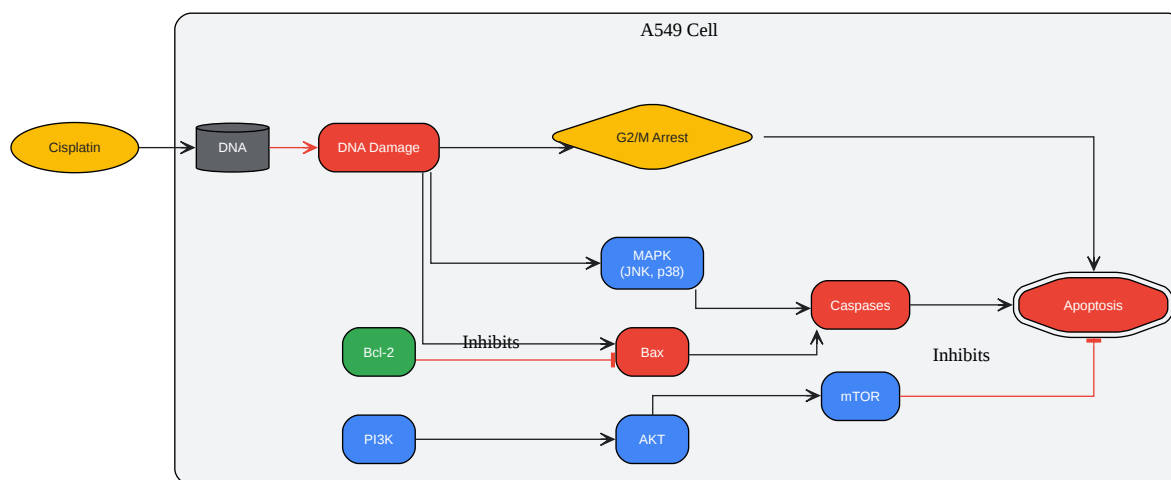 A549 Cell
Cisplatin
DNA
DNA Damage
G2/M Arrest
MAPK
(JNK, p38)
Caspases
Apoptosis
Bcl-2
Inhibits
Bax
Inhibits
mTOR
PI3K
AKT